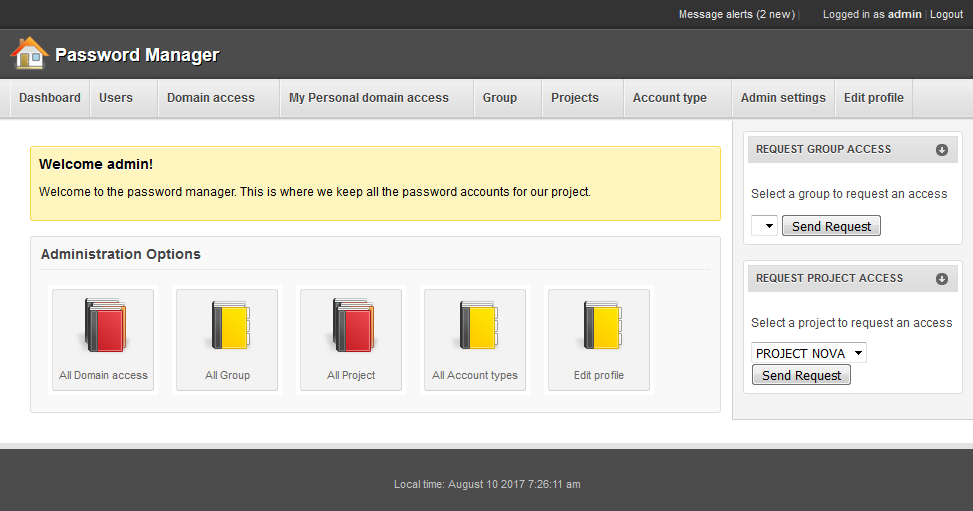 Message alerts (2 new) | Logged in as admin | Logout
Password Manager
Dashboard Users Domain access My Personal domain access Group Projects Account type Admin settings Edit profile
Welcome admin!
Welcome to the password manager. This is where we keep all the password accounts for our project.
Administration Options
All Domain access All Group All Project All Account types Edit profile
REQUEST GROUP ACCESS
Select a group to request an access
Send Request
REQUEST PROJECT ACCESS
Select a project to request an access
PROJECT NOVA
Send Request
Local time: August 10 2017 7:26:11 am